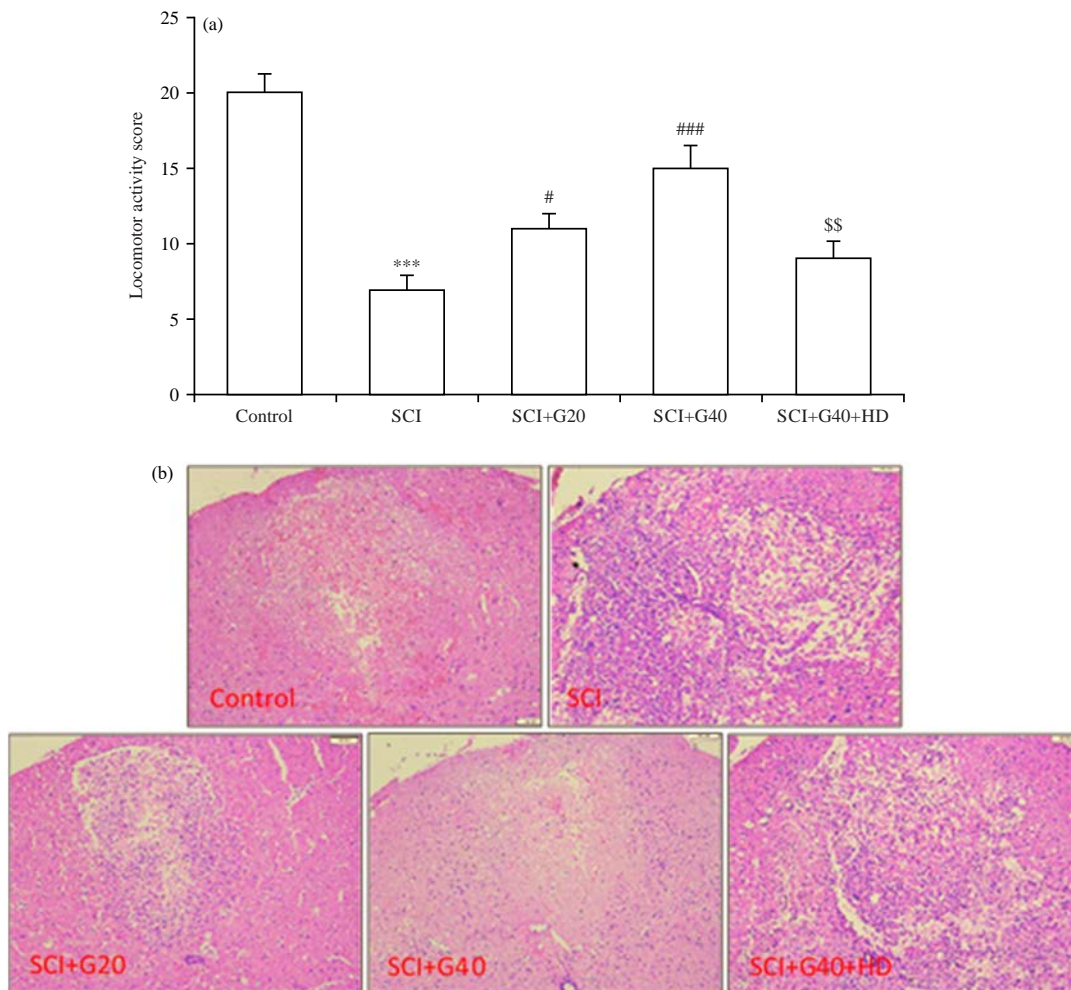 (a)
25
20
15
10
5
0
Locomotor activity score
***
#
###
$$
Control SCI SCI+G20 SCI+G40 SCI+G40+HD
(b)
Control
SCI
SCI+G20
SCI+G40
SCI+G40+HD